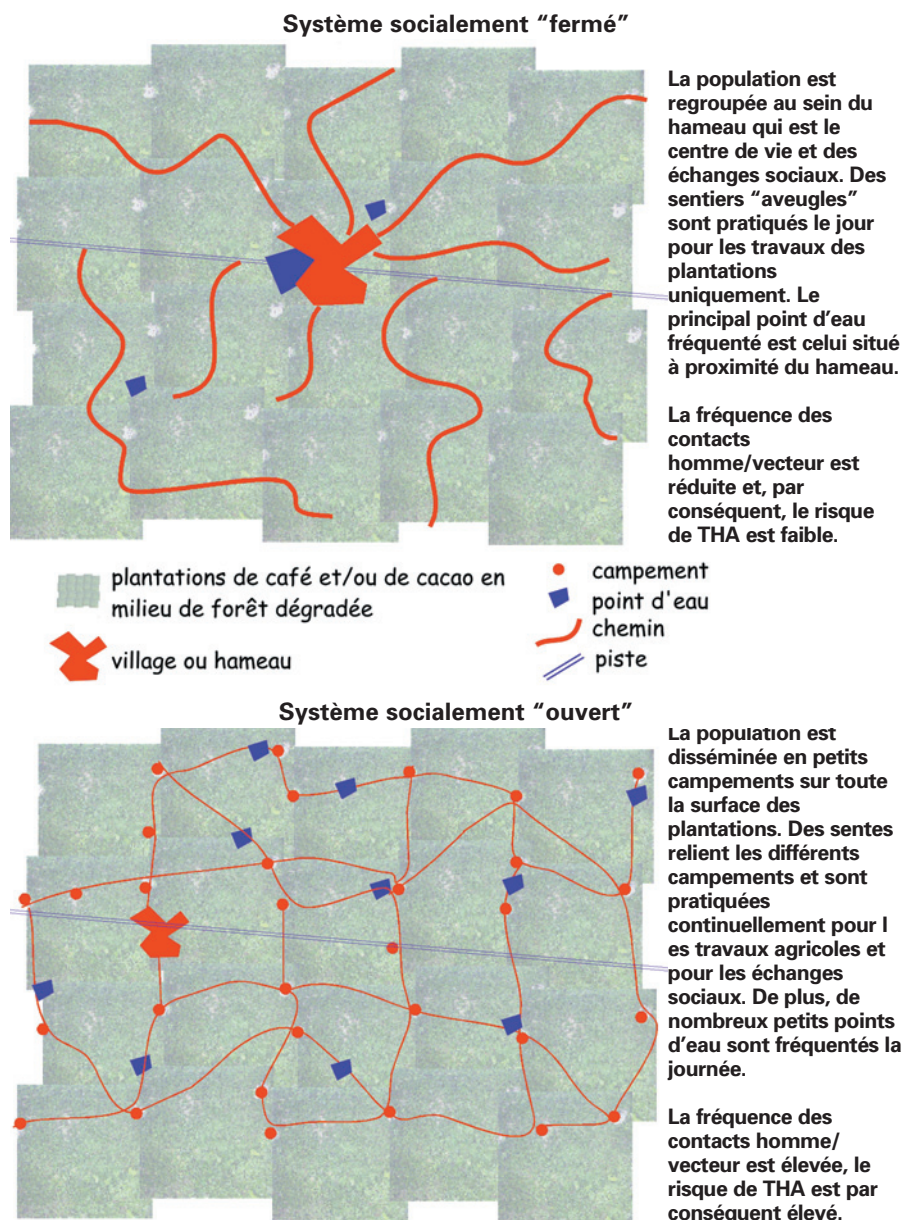 Système socialement “fermé”
La population est
regroupée au sein du
hameau qui est le
centre de vie et des
échanges sociaux. Des
sentiers “aveugles”
sont pratiqués le jour
pour les travaux des
plantations
uniquement. Le
principal point d’eau
fréquenté est celui situé
à proximité du hameau.
La fréquence des
contacts
homme/vecteur est
réduite et, par
conséquent, le risque
de THA est faible.
plantations de café et/ou de cacao en
milieu de forêt dégradée
village ou hameau
campement
point d'eau
chemin
piste
Système socialement “ouvert”
La population est
disséminée en petits
campements sur toute
la surface des
plantations. Des sentes
relient les différents
campements et sont
pratiquées
continuellement pour l
es travaux agricoles et
pour les échanges
sociaux. De plus, de
nombreux petits points
d’eau sont fréquentés la
journée.
La fréquence des
contacts homme/
vecteur est élevée, le
risque de THA est par
conséquent élevé.